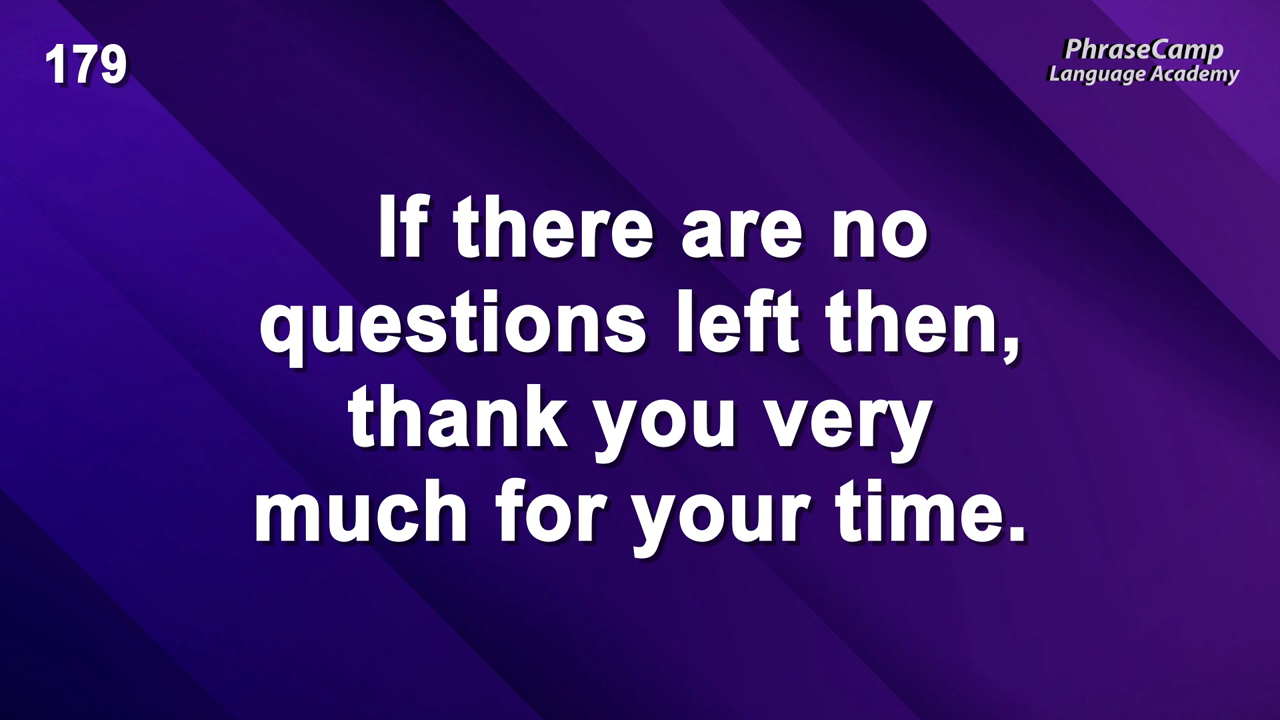 179
PhraseCamp
Language Academy
If there are no
questions left then,
thank you very
much for your time.